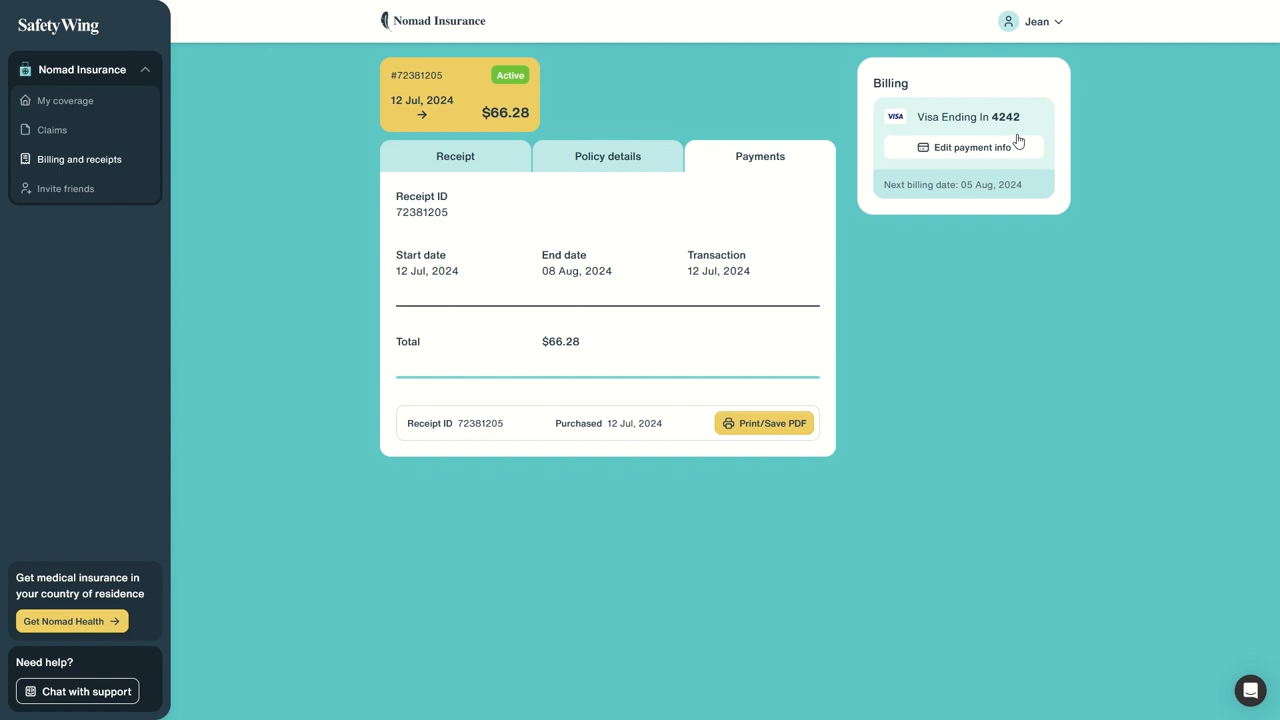 SafetyWing
Nomad Insurance
My coverage
Claims
Billing and receipts
Invite friends
Get medical insurance in
your country of residence
Get Nomad Health →
Need help?
Chat with support
Nomad Insurance
Jean
#72381205
Active
12 Jul, 2024
→
$66.28
Receipt
Policy details
Payments
Receipt ID
72381205
Start date
End date
Transaction
12 Jul, 2024
08 Aug, 2024
12 Jul, 2024
Total
$66.28
Receipt ID 72381205
Purchased 12 Jul, 2024
Print/Save PDF
Billing
VISA
Visa Ending In 4242
Edit payment info
Next billing date: 05 Aug, 2024